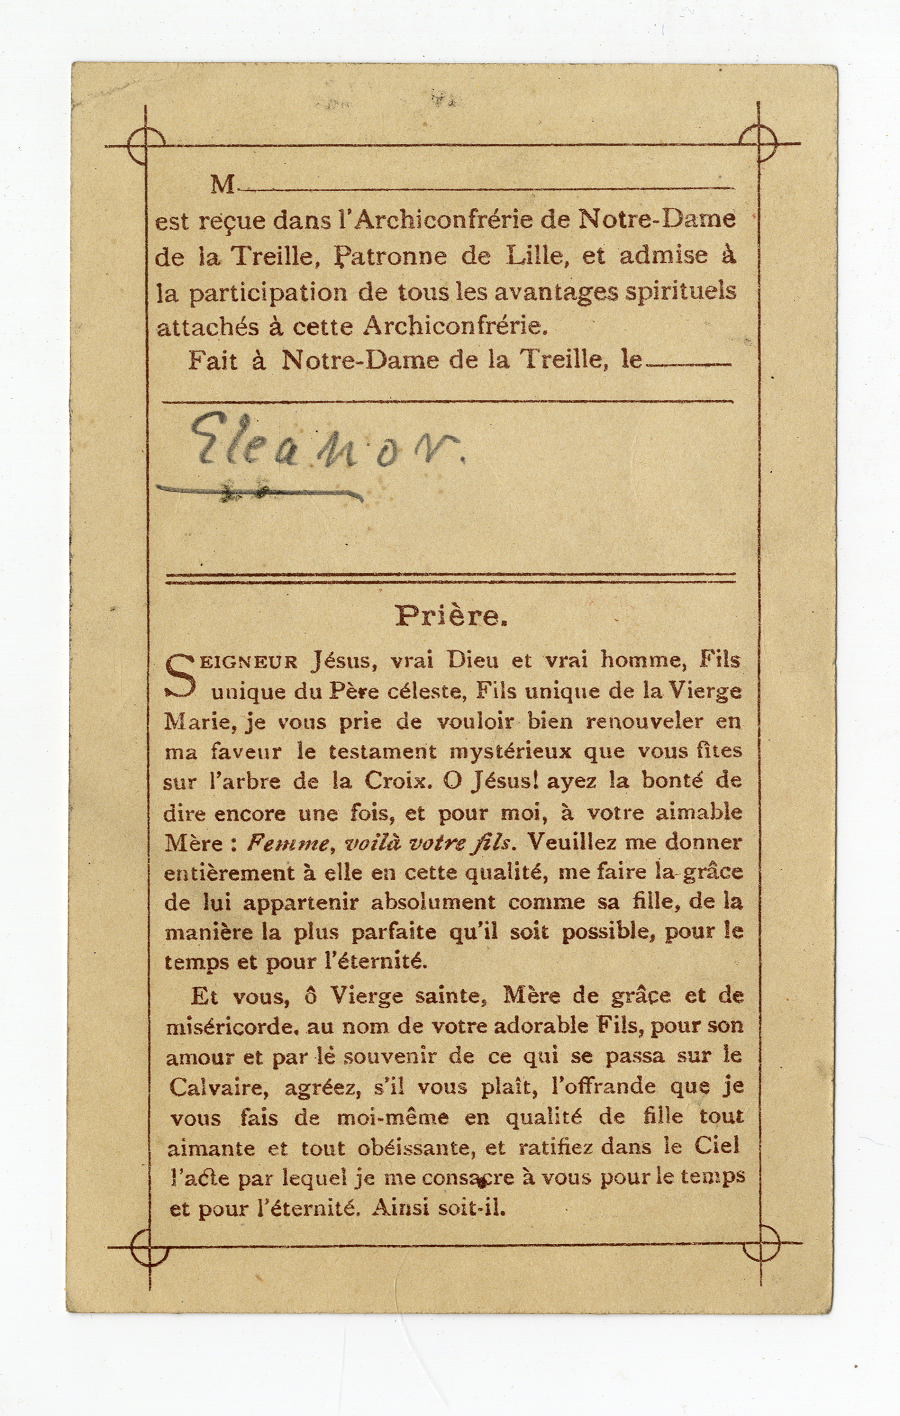 M
est reçue dans l'Archiconfrérie de Notre-Dame
de la Treille, Patronne de Lille, et admise à
la participation de tous les avantages spirituels
attachés à cette Archiconfrérie.
Fait à Notre-Dame de la Treille, le
Eleanor.
Prière.
SEIGNEUR Jésus, vrai Dieu et vrai homme, Fils
unique du Père céleste, Fils unique de la Vierge
Marie, je vous prie de vouloir bien renouveler en
ma faveur le testament mystérieux que vous fîtes
sur l'arbre de la Croix. O Jésus! ayez la bonté de
dire encore une fois, et pour moi, à votre aimable
Mère : Femme, voilà votre fils. Veuillez me donner
entièrement à elle en cette qualité, me faire la grâce
de lui appartenir absolument comme sa fille, de la
manière la plus parfaite qu'il soit possible, pour le
temps et pour l'éternité.
Et vous, ô Vierge sainte, Mère de grâce et de
miséricorde, au nom de votre adorable Fils, pour son
amour et par le souvenir de ce qui se passa sur le
Calvaire, agréez, s'il vous plaît, l'offrande que je
vous fais de moi-même en qualité de fille tout
aimante et tout obéissante, et ratifiez dans le Ciel
l'acte par lequel je me consacre à vous pour le temps
et pour l'éternité. Ainsi soit-il.